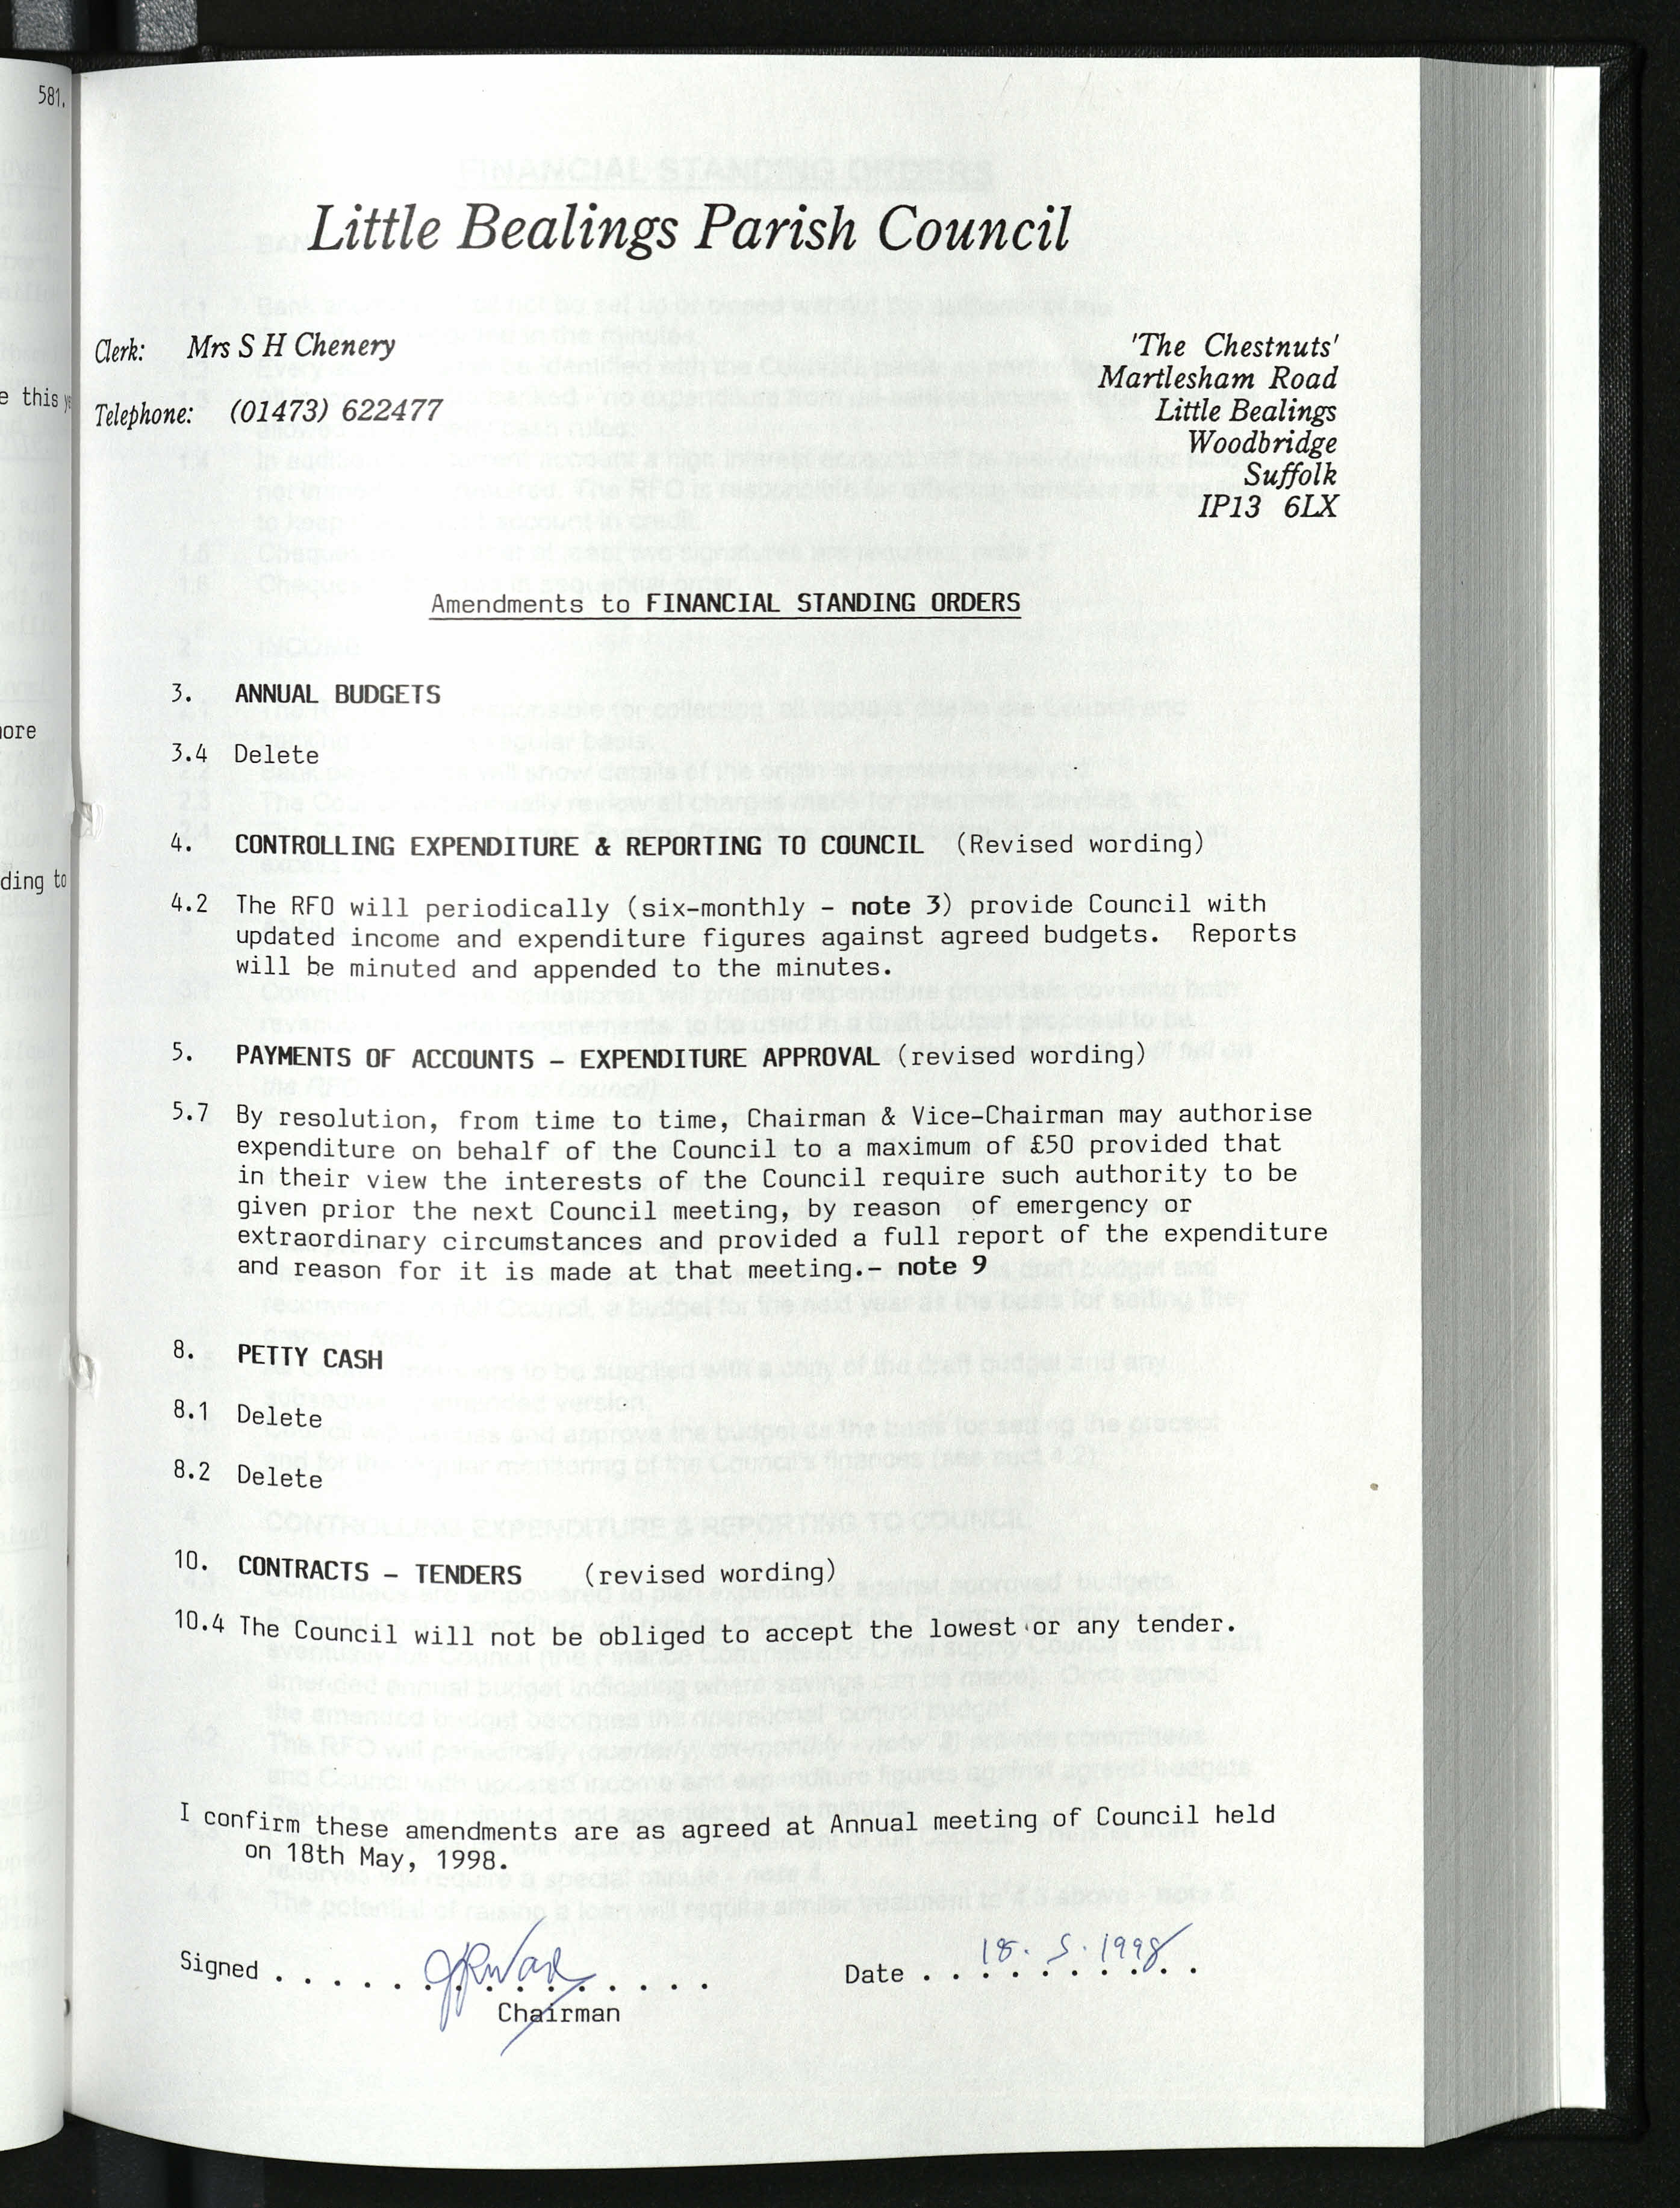 581.
e this
ore
ding to
Little Bealings Parish Council
Clerk: Mrs S H Chenery
Telephone: (01473) 622477
'The Chestnuts'
Martlesham Road
Little Bealings
Woodbridge
Suffolk
IP13 6LX
Amendments to FINANCIAL STANDING ORDERS
3. ANNUAL BUDGETS
3.4 Delete
4. CONTROLLING EXPENDITURE & REPORTING TO COUNCIL (Revised wording)
4.2 The RFO will periodically (six-monthly - note 3) provide Council with
updated income and expenditure figures against agreed budgets. Reports
will be minuted and appended to the minutes.
5. PAYMENTS OF ACCOUNTS - EXPENDITURE APPROVAL (revised wording)
5.7 By resolution, from time to time, Chairman & Vice-Chairman may authorise
expenditure on behalf of the Council to a maximum of £50 provided that
in their view the interests of the Council require such authority to be
given prior the next Council meeting, by reason of emergency or
extraordinary circumstances and provided a full report of the expenditure
and reason for it is made at that meeting.- note 9
8. PETTY CASH
8.1 Delete
8.2 Delete
10. CONTRACTS - TENDERS (revised wording)
10.4 The Council will not be obliged to accept the lowest or any tender.
I confirm these amendments are as agreed at Annual meeting of Council held
on 18th May, 1998.
Signed . . . . . . . . . . . . . Date . . . . . . . . . .
18. 5. 1998
Chairman